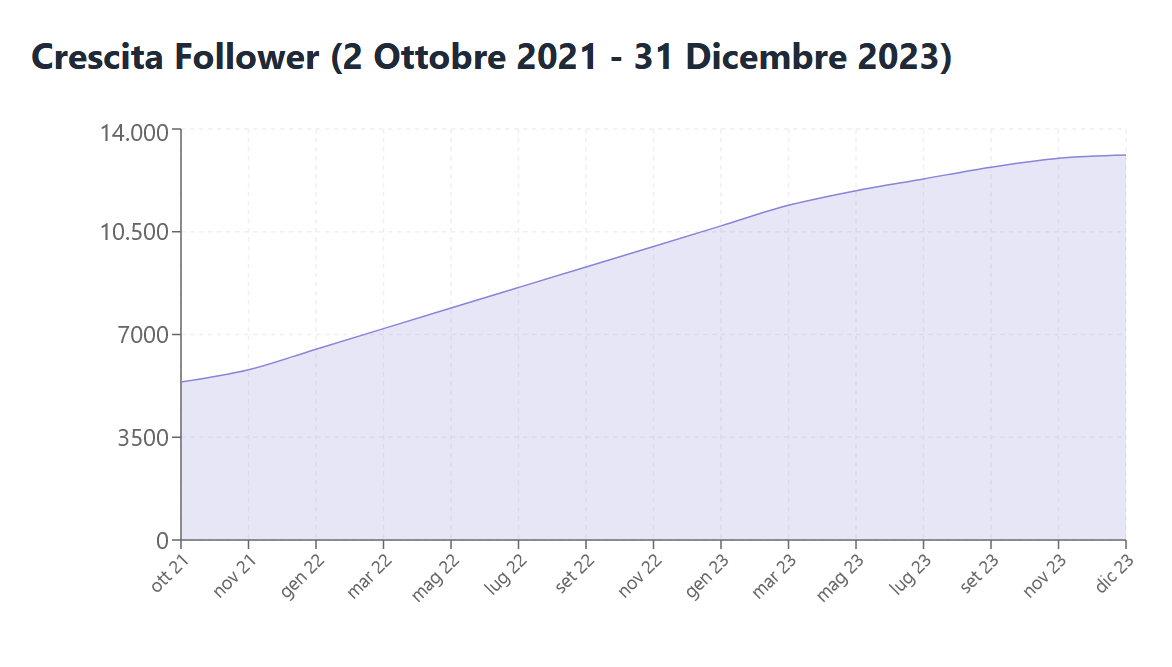 Crescita Follower (2 Ottobre 2021 - 31 Dicembre 2023)
14.000
10.500
7000
3500
0
ott 21
nov 21
gen 22
mar 22
mag 22
lug 22
set 22
nov 22
gen 23
mar 23
mag 23
lug 23
set 23
nov 23
dic 23